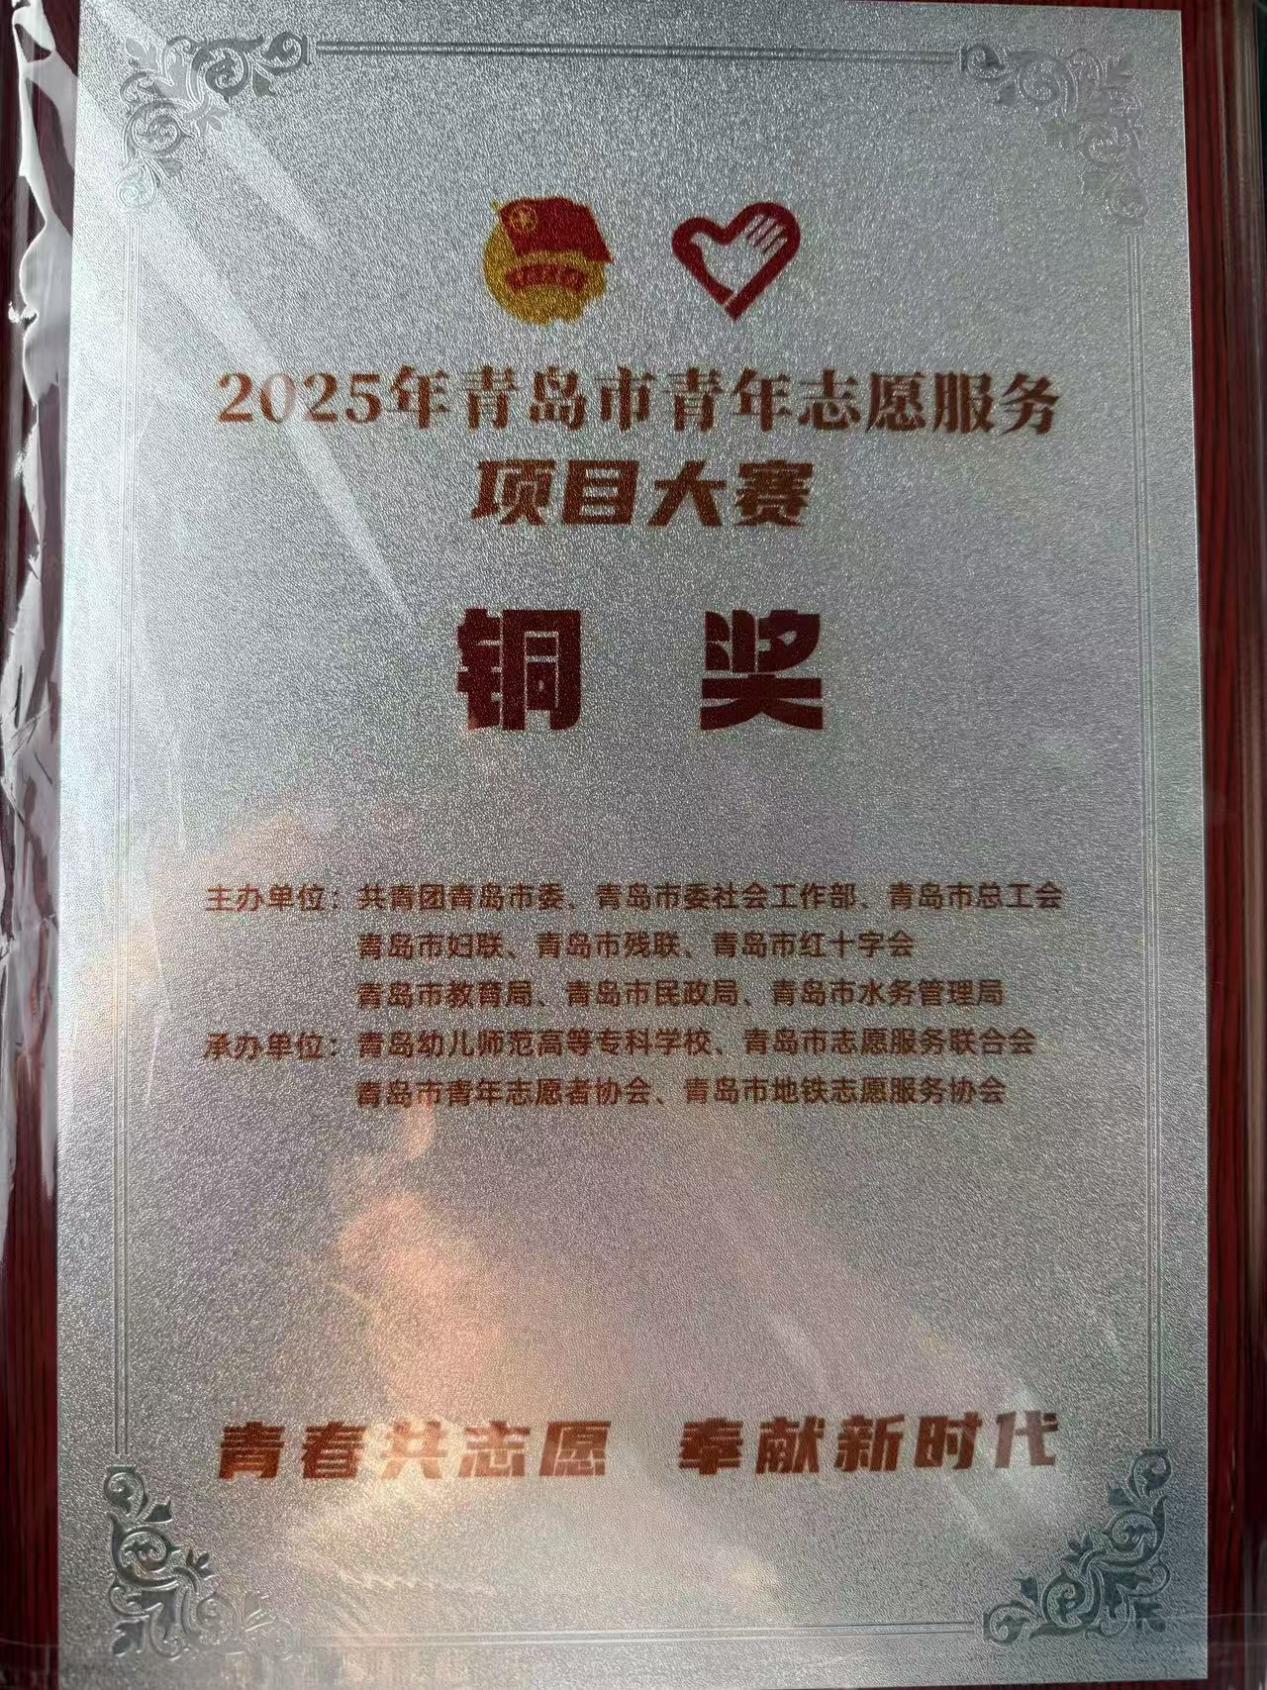 2025年青岛市青年志愿服务
项目大赛
铜 奖
主办单位：共青团青岛市委、青岛市委社会工作部、青岛市总工会
青岛市妇联、青岛市残联、青岛市红十字会
青岛市教育局、青岛市民政局、青岛市水务管理局
承办单位：青岛幼儿师范高等专科学校、青岛市志愿服务联合会
青岛市青年志愿者协会、青岛市地铁志愿服务协会
青春共志愿 奉献新时代